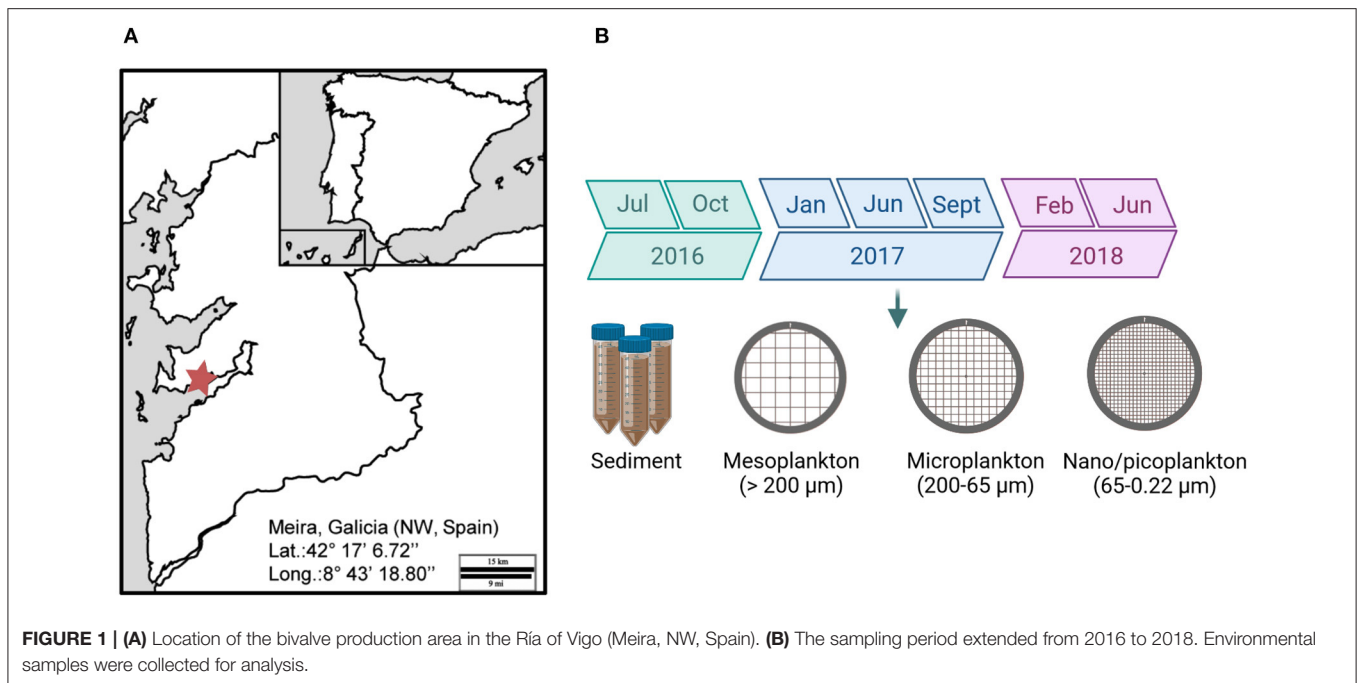 A
B
Meira, Galicia (NW, Spain)
Lat.:42° 17' 6.72’’
Long.:8° 43' 18.80’’
15 km
9 mi
Jul Oct Jan Jun Sept Feb Jun
2016 2017 2018
Sediment Mesoplankton Microplankton Nano/picoplankton
(> 200 µm) (200-65 µm) (65-0.22 µm)
FIGURE 1 | (A) Location of the bivalve production area in the Ría of Vigo (Meira, NW, Spain). (B) The sampling period extended from 2016 to 2018. Environmental
samples were collected for analysis.